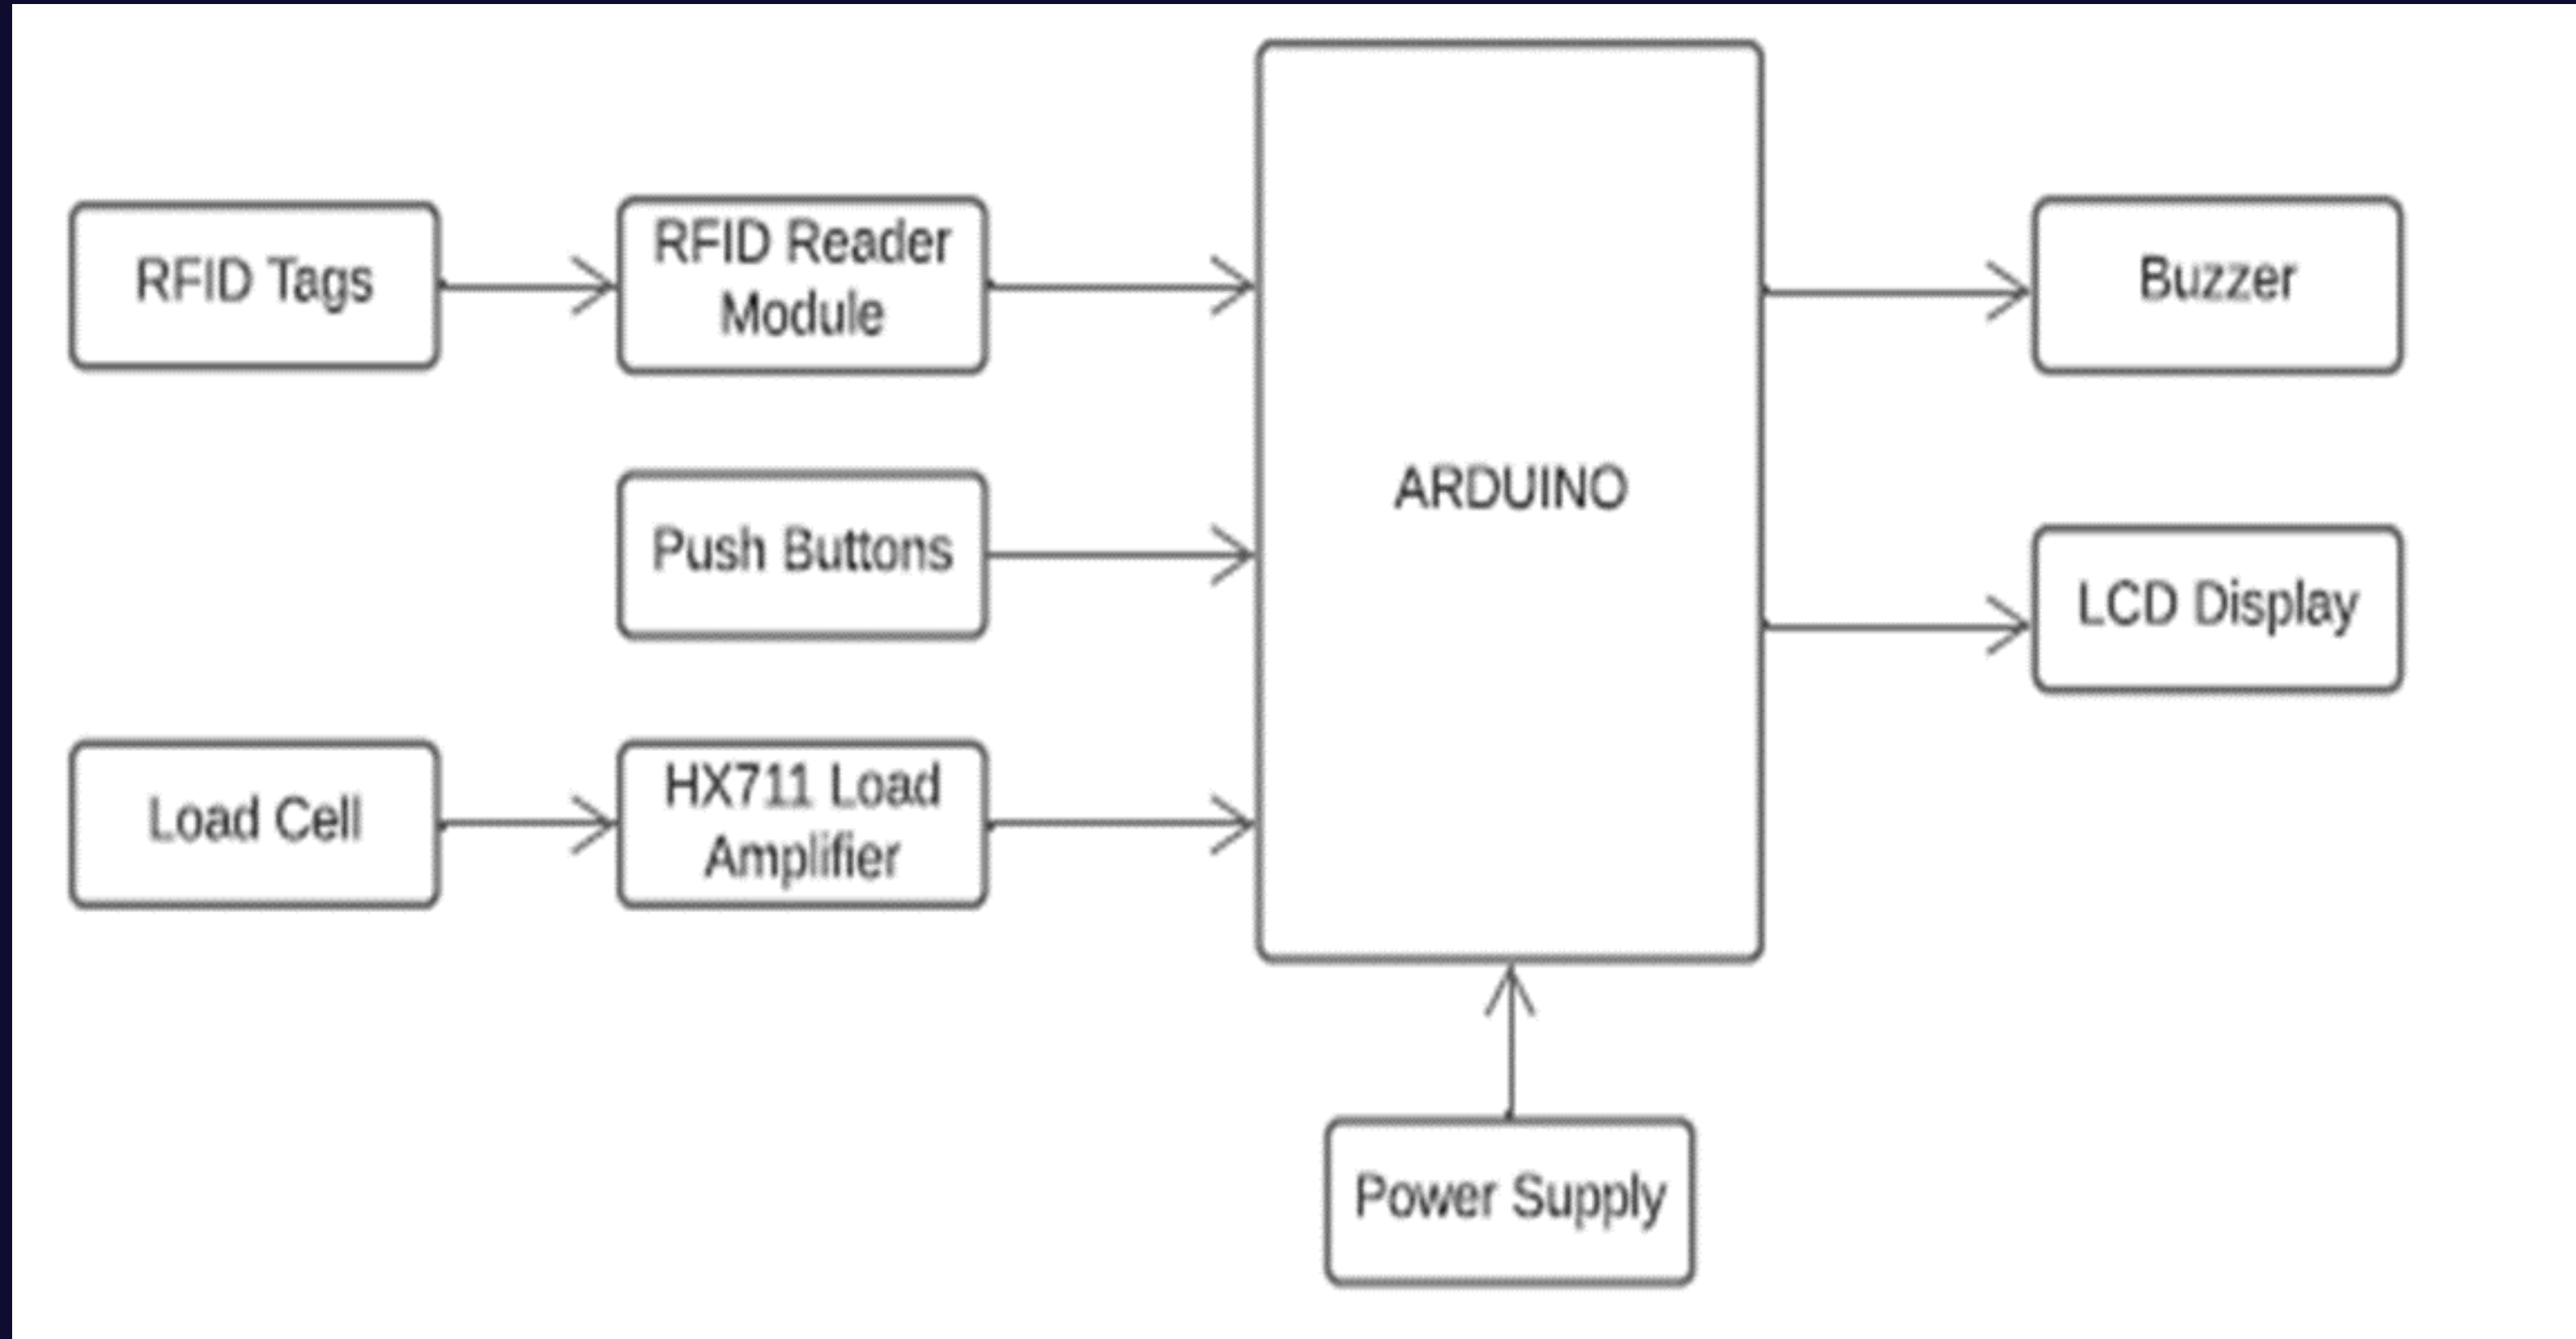 RFID Tags
RFID Reader
Module
Push Buttons
Load Cell
HX711 Load
Amplifier
ARDUINO
Buzzer
LCD Display
Power Supply